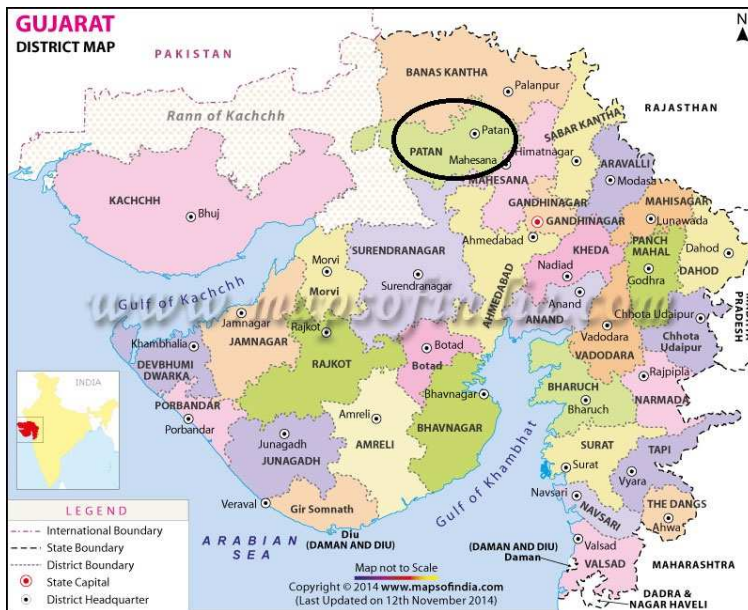 GUJARAT
DISTRICT MAP
N
PAKISTAN
BANAS KANTHA
Palanpur
RAJASTHAN
Rann of Kachchh
SABAR KANTHA
Patan
PATAN
Mahesana
Himatnagar
ARAVALLI
MAHESANA
Modasa
KACHCHH
GANDHINAGAR
MAHISAGAR
Bhuj
GANDHINAGAR
Lunawada
Ahmedabad
SURENDRANAGAR
KHEDA
PANCH
MAHAL
Dahod
DAHOD
Morvi
Nadiad
Godhra
Surendranagar
Morvi
Gulf of Kachchh
AHMEDABAD
Anand
ANAND
PRADESH
www.mapsofindia.com
Jamnagar
Rajkot
Chhota Udaipur
Khambhalia
JAMNAGAR
Botad
Vadodara
Chhota
Udaipur
DEVBHUMI
DWARKA
RAJKOT
Botad
VADODARA
INDIA
Rajpipla
BHARUCH
PORBANDAR
Bhavnagar
NARMADA
Porbandar
Amreli
Bharuch
BHAVNAGAR
Junagadh
AMRELI
JUNAGADH
SURAT
TAPI
Gulf of Khambhat
Surat
Vyara
Navsari
Veraval
Gir Somnath
THE DANGS
NAVSARI
Ahwa
LEGEND
International Boundary
State Boundary
District Boundary
State Capital
District Headquarter
ARABIAN
SEA
Diu
(DAMAN AND DIU)
(DAMAN AND DIU)
Daman
Valsad
VALSAD
MAHARASHTRA
DADRA &
NAGAR HAVELI
Map not to Scale
Copyright © 2014 www.mapsofindia.com
(Last Updated on 12th November 2014)